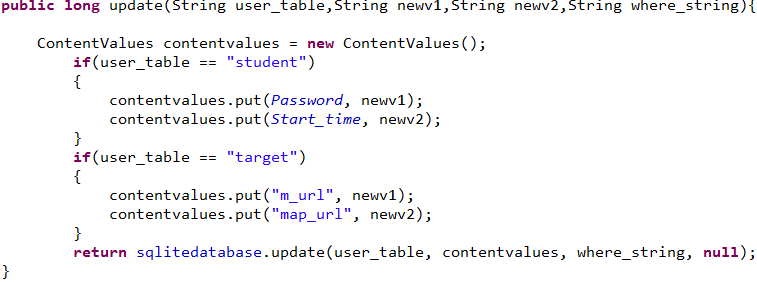 public long update(String user_table,String newv1,String newv2,String where_string){
ContentValues contentvalues = new ContentValues();
if(user_table == "student")
{
contentvalues.put(Password, newv1);
contentvalues.put(Start_time, newv2);
}
if(user_table == "target")
{
contentvalues.put("m_url", newv1);
contentvalues.put("map_url", newv2);
}
return sqlitedatabase.update(user_table, contentvalues, where_string, null);
}